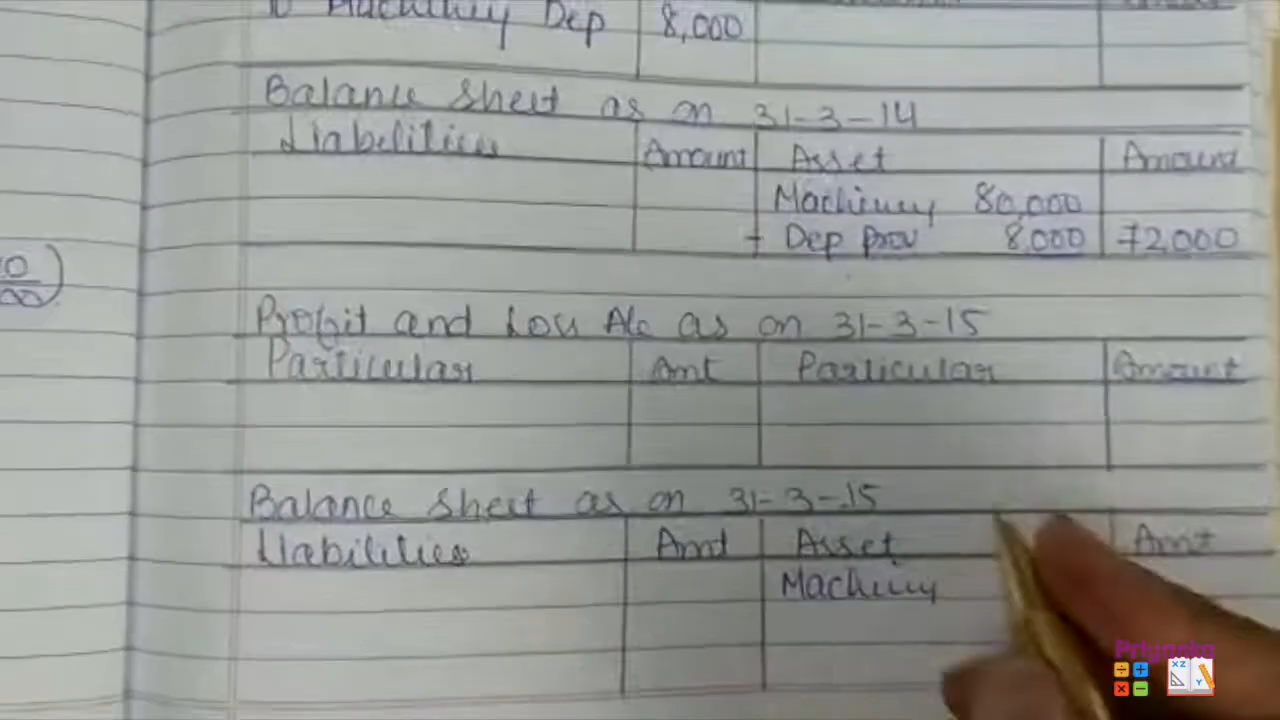 Machinery Dep 8,000
Balance Sheet as on 31-3-14
Liabilities Amount Asset Amount
Machinery 80,000
Dep Prov 8,000 72,000
Profit and Loss A/c as on 31-3-15
Particular Amt Particular Amount
Balance Sheet as on 31-3-15
Liabilities Amt Asset Amt
Machinery
Priyanka